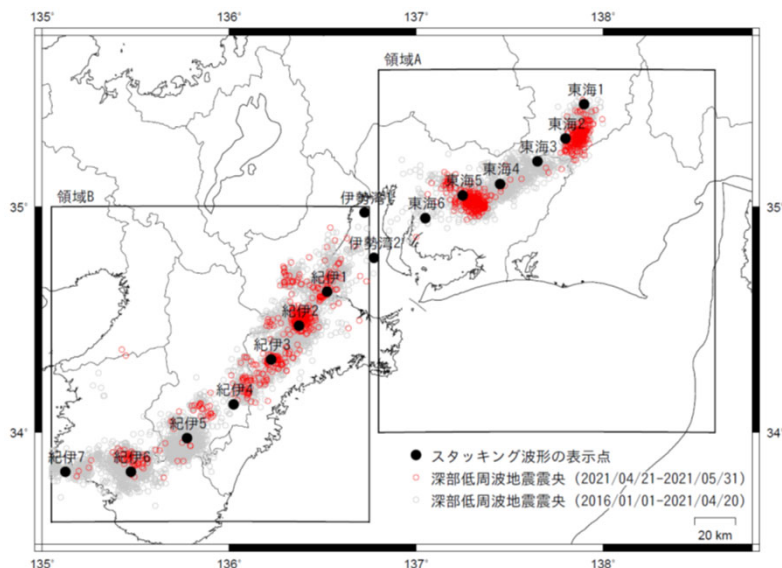 135° 136° 137° 138°
領域A
東海1
東海2
東海3
東海4
東海5
東海6
35° 35°
領域B
伊勢湾1
伊勢湾2
紀伊1
紀伊2
紀伊3
紀伊4
紀伊5
紀伊6
紀伊7
34° 34°
スタッキング波形の表示点
深部低周波地震震央 (2021/04/21-2021/05/31)
深部低周波地震震央 (2016/01/01-2021/04/20)
20 km
135° 136° 137° 138°